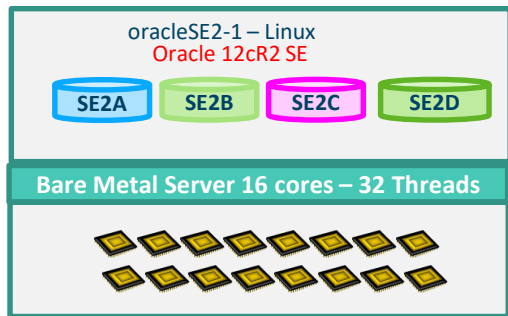 oracleSE2-1 – Linux
Oracle 12cR2 SE
SE2A SE2B SE2C SE2D
Bare Metal Server 16 cores – 32 Threads